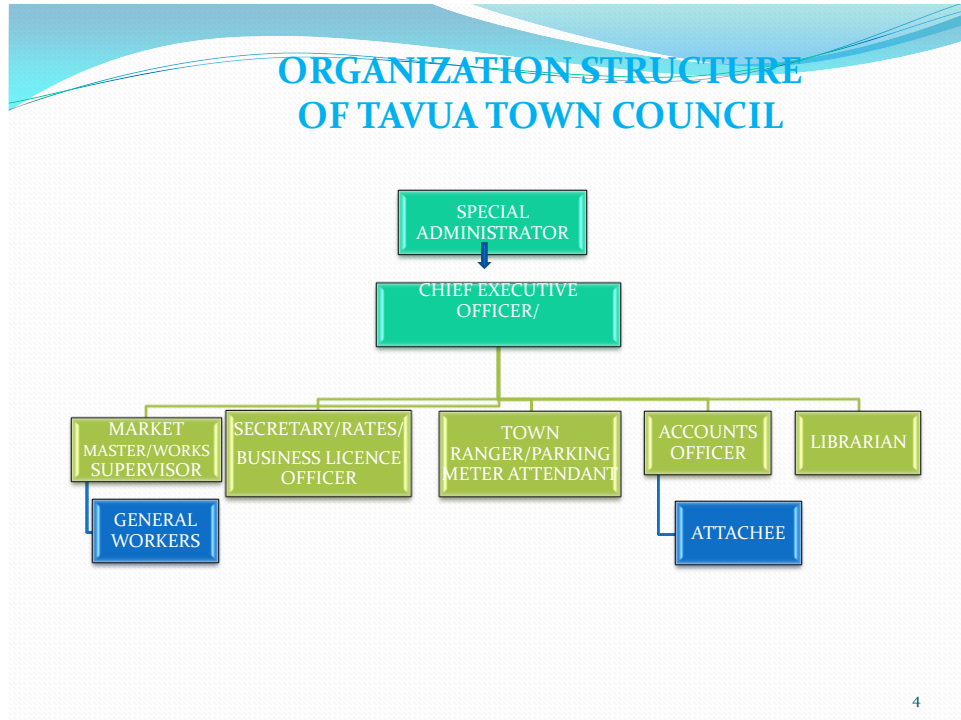 ORGANIZATION STRUCTURE
OF TAVUA TOWN COUNCIL
SPECIAL
ADMINISTRATOR
CHIEF EXECUTIVE
OFFICER/
MARKET
MASTER/WORKS
SUPERVISOR
SECRETARY/RATES/
BUSINESS LICENCE
OFFICER
TOWN
RANGER/PARKING
METER ATTENDANT
ACCOUNTS
OFFICER
LIBRARIAN
GENERAL
WORKERS
ATTACHEE
4